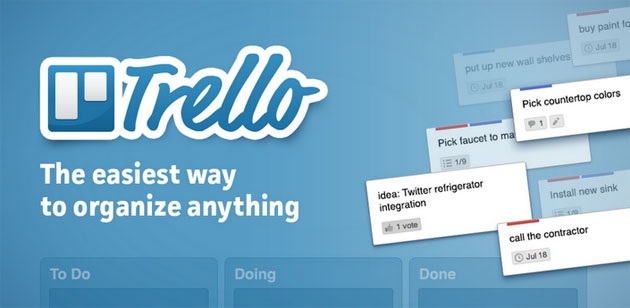 Trello
The easiest way
to organize anything
buy paint fo
Jul 18
put up new wall shelves
Jul 18
Pick countertop colors
1
Pick faucet to ma
1/9
idea: Twitter refrigerator
integration
1 vote
Install new sink
1/9
call the contractor
Jul 18
To Do
Doing
Done